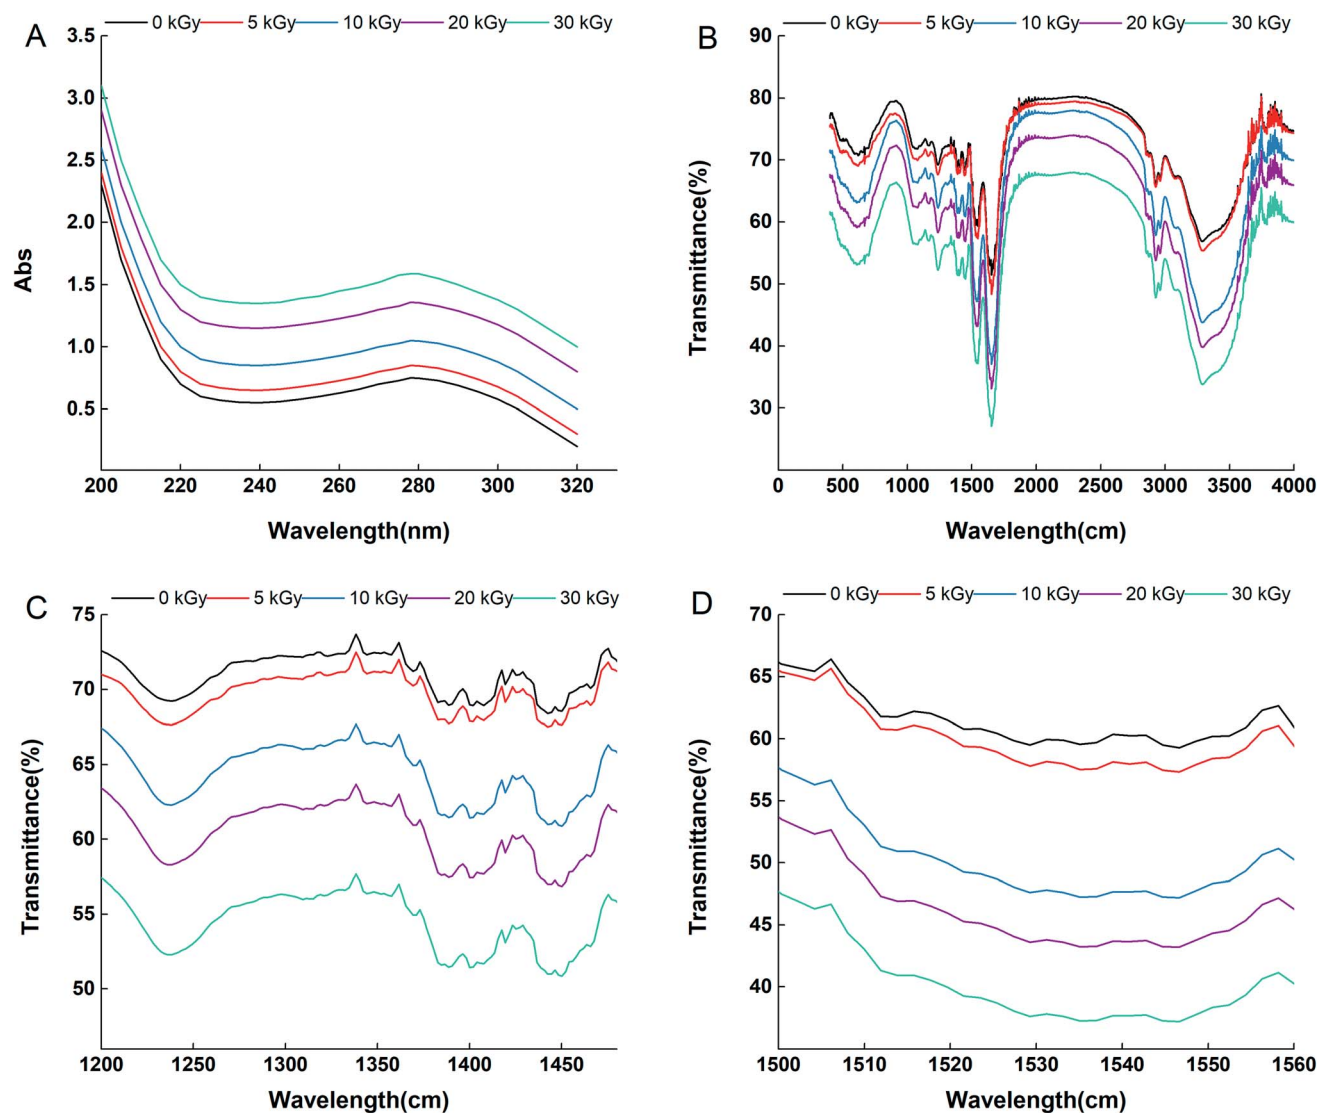 A
0 kGy 5 kGy 10 kGy 20 kGy 30 kGy
3.5
3.0
2.5
2.0
1.5
1.0
0.5
Abs
200 220 240 260 280 300 320
Wavelength(nm)
B
0 kGy 5 kGy 10 kGy 20 kGy 30 kGy
90
80
70
60
50
40
30
Transmittance(%)
0 500 1000 1500 2000 2500 3000 3500 4000
Wavelength(cm)
C
0 kGy 5 kGy 10 kGy 20 kGy 30 kGy
75
70
65
60
55
50
Transmittance(%)
1200 1250 1300 1350 1400 1450
Wavelength(cm)
D
0 kGy 5 kGy 10 kGy 20 kGy 30 kGy
70
65
60
55
50
45
40
Transmittance(%)
1500 1510 1520 1530 1540 1550 1560
Wavelength(cm)